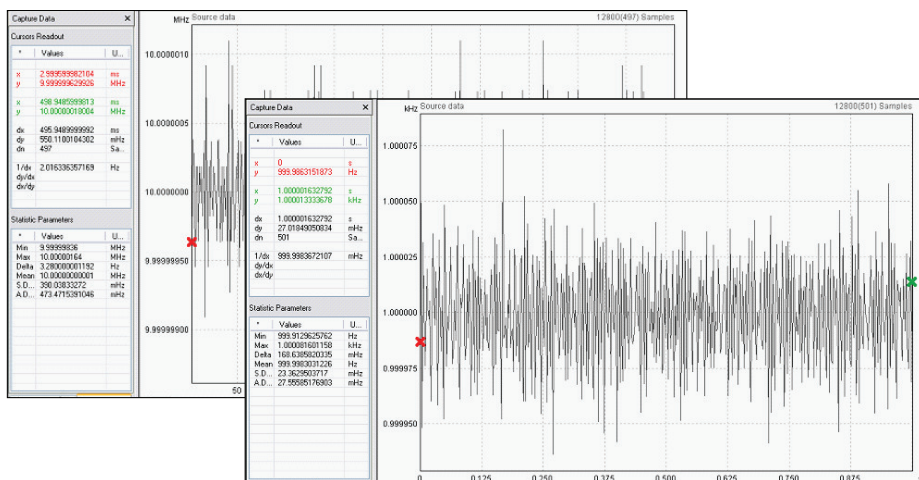 Capture Data ×
Cursors Readout
* Values U...
x 2.999599982104 ms
y 9.999999629926 MHz
x 498.9485999813 ms
y 10.00000018004 MHz
dx 495.9489999992 ms
dy 550.1100104302 mHz
dn 497 Sa...
1/dx 2.016336357169 Hz
dy/dx
dx/dy
Statistic Parameters
* Values U...
Min 9.99999836 MHz
Max 10.00000164 MHz
Delta 3.280000001192 Hz
Mean 10.00000000001 MHz
S.D... 390.03833272 mHz
A.D... 473.4715391046 mHz
MHz Source data 12800(497) Samples
10.0000010
10.0000005
10.0000000
9.99999950
9.99999900
50
Capture Data ×
Cursors Readout
* Values U...
x 0 s
y 999.9863151873 Hz
x 1.000001632792 s
y 1.000013333678 kHz
dx 1.000001632792 s
dy 27.01849050834 mHz
dn 501 Sa...
1/dx 999.9983672107 mHz
dy/dx
dx/dy
Statistic Parameters
* Values U...
Min 999.9129625762 Hz
Max 1.000081601158 kHz
Delta 168.6385820335 mHz
Mean 999.9983031226 Hz
S.D... 23.3629503717 mHz
A.D... 27.55585176903 mHz
kHz Source data 12800(501) Samples
1.000075
1.000050
1.000025
1.000000
0.999975
0.999950
0 0.125 0.250 0.375 0.500 0.625 0.750 0.875